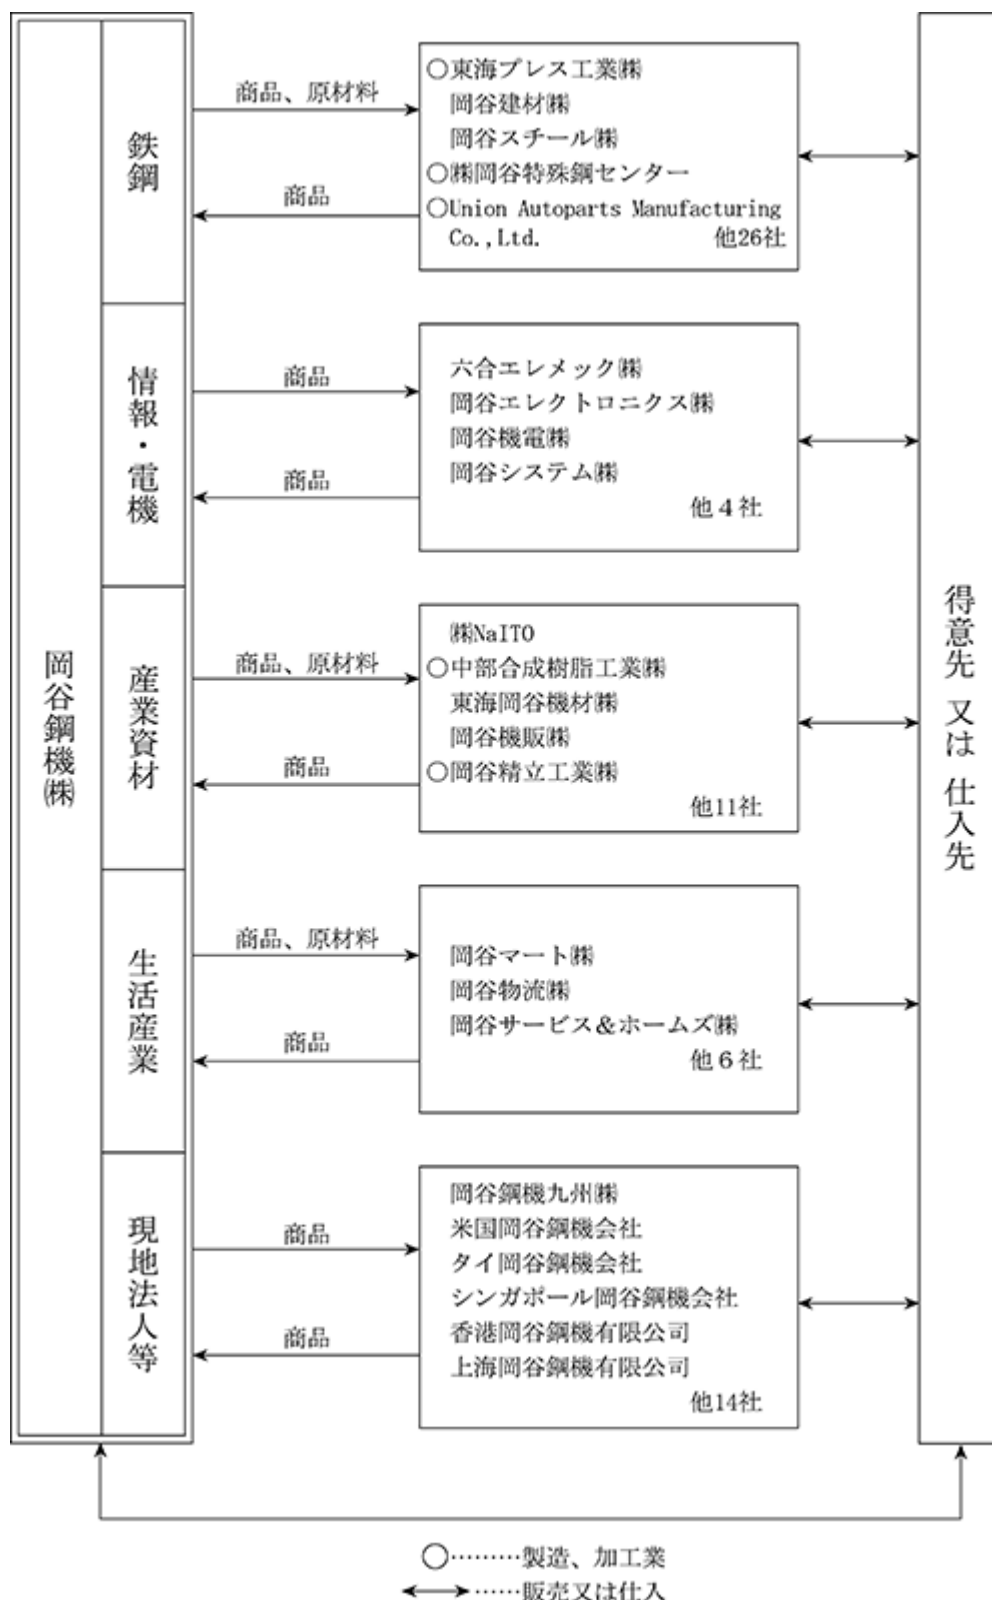 岡谷鋼機㈱
鉄鋼
商品、原材料
商品
○東海プレス工業㈱
岡谷建材㈱
岡谷スチール㈱
○㈱岡谷特殊鋼センター
○Union Autoparts Manufacturing
Co.,Ltd. 他26社
情報・電機
商品
商品
六合エレメック㈱
岡谷エレクトロニクス㈱
岡谷機電㈱
岡谷システム㈱
他４社
産業資材
商品、原材料
商品
㈱NaITO
○中部合成樹脂工業㈱
東海岡谷機材㈱
岡谷機販㈱
○岡谷精立工業㈱
他11社
生活産業
商品、原材料
商品
岡谷マート㈱
岡谷物流㈱
岡谷サービス＆ホームズ㈱
他６社
現地法人等
商品
商品
岡谷鋼機九州㈱
米国岡谷鋼機会社
タイ岡谷鋼機会社
シンガポール岡谷鋼機会社
香港岡谷鋼機有限公司
上海岡谷鋼機有限公司
他14社
得意先 又は 仕入先
○………製造、加工業
←→……販売又は仕入